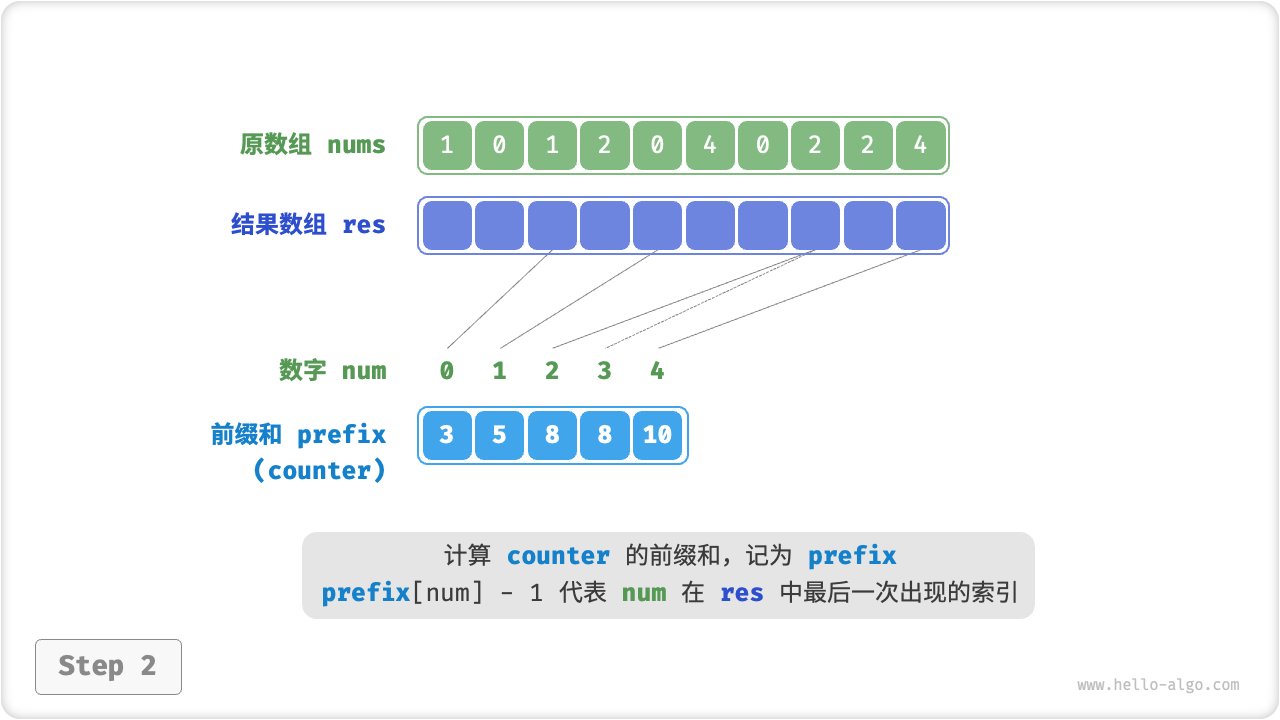 原数组 nums 1 0 1 2 0 4 0 2 2 4
结果数组 res
数字 num 0 1 2 3 4
前缀和 prefix 3 5 8 8 10
(counter)
计算 counter 的前缀和，记为 prefix
prefix[num] - 1 代表 num 在 res 中最后一次出现的索引
Step 2
www.hello-algo.com